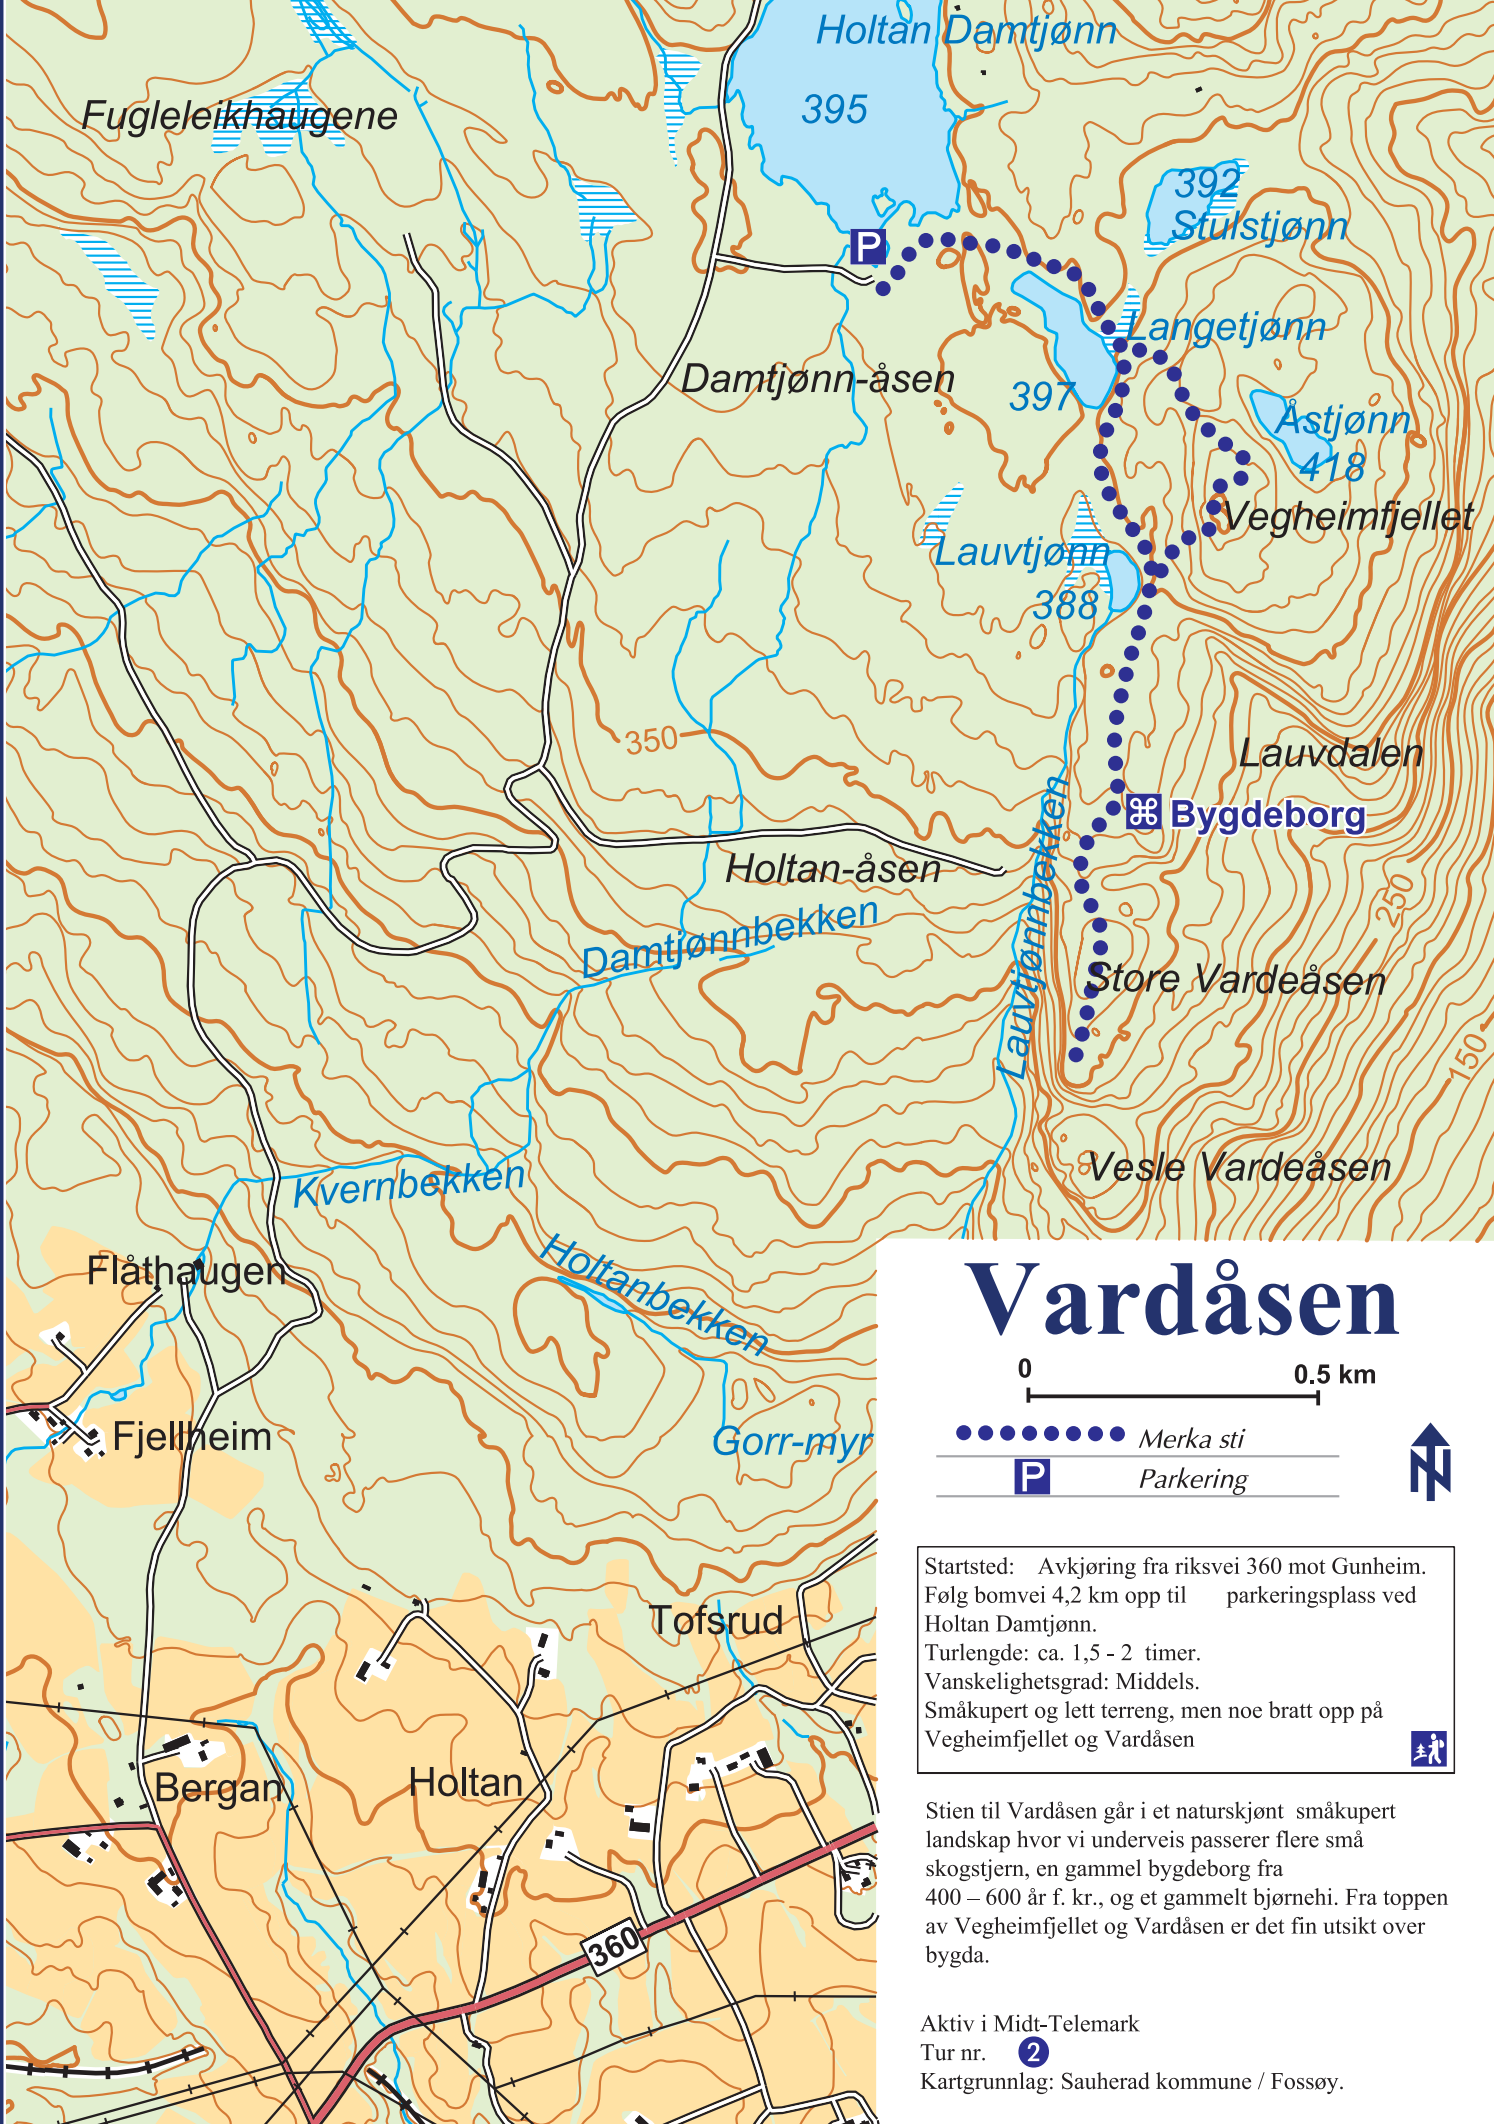 Holtan Damtjønn
395
Fugleleikhaugene
392
Stulstjønn
P
Langetjønn
Damtjønn-åsen
397
Åstjønn
418
Vegheimfjellet
Lauvtjønn
388
350
Lauvdalen
Bygdeborg
Lauvtjønnbekken
Holtan-åsen
250
Damtjønnbekken
Store Vardeåsen
150
Vesle Vardeåsen
Kvernbekken
Holtanbekken
Flåthaugen
Fjellheim
Gorr-myr
Tofsrud
Bergan
Holtan
360
Vardåsen
0 0.5 km
Merka sti
P Parkering
N
Startsted: Avkjøring fra riksvei 360 mot Gunheim.
Følg bomvei 4,2 km opp til parkeringsplass ved
Holtan Damtjønn.
Turlengde: ca. 1,5 - 2 timer.
Vanskelighetsgrad: Middels.
Småkupert og lett terreng, men noe bratt opp på
Vegheimfjellet og Vardåsen
Stien til Vardåsen går i et naturskjønt småkupert
landskap hvor vi underveis passerer flere små
skogstjern, en gammel bygdeborg fra
400 – 600 år f. kr., og et gammelt bjørnehi. Fra toppen
av Vegheimfjellet og Vardåsen er det fin utsikt over
bygda.
Aktiv i Midt-Telemark
Tur nr. 2
Kartgrunnlag: Sauherad kommune / Fossøy.